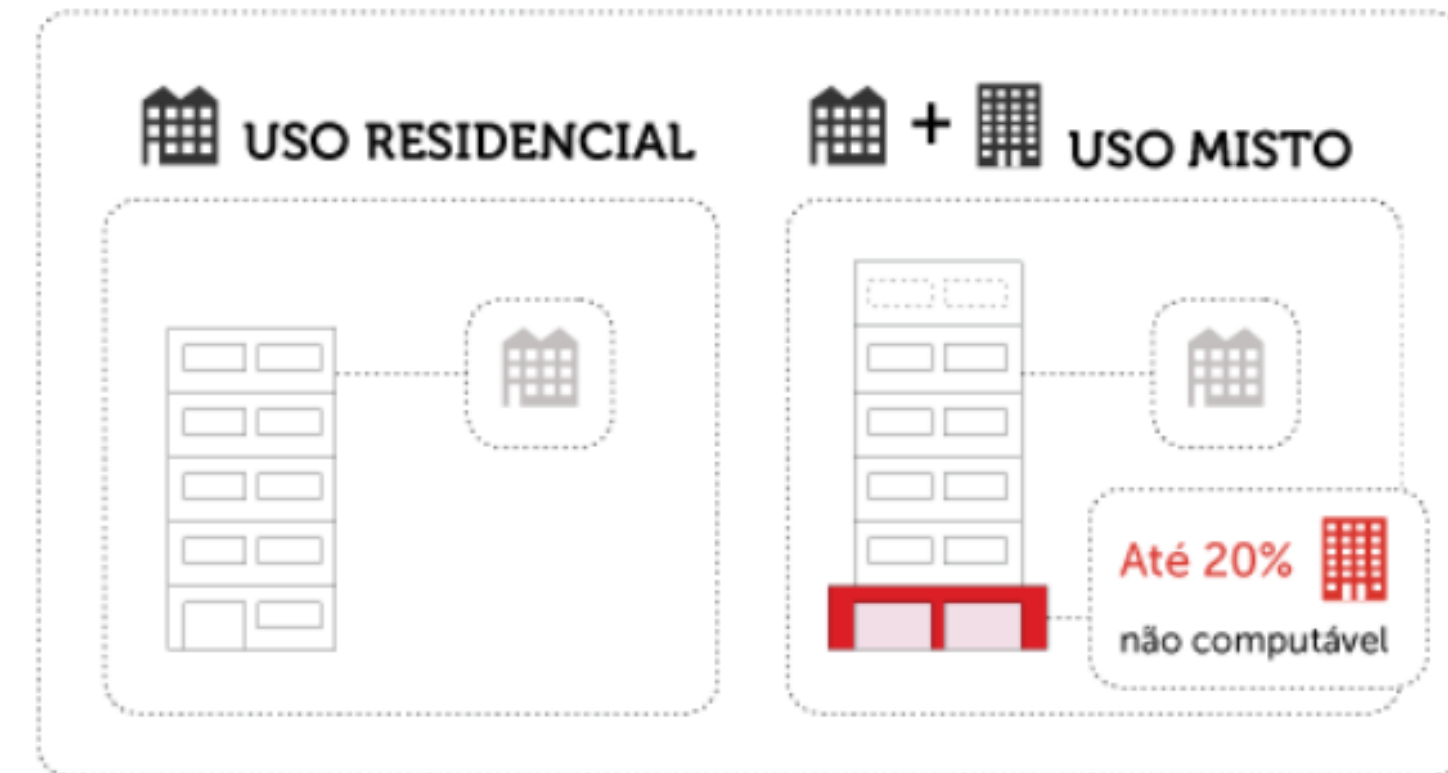 USO RESIDENCIAL
+ USO MISTO
Até 20%
não computável